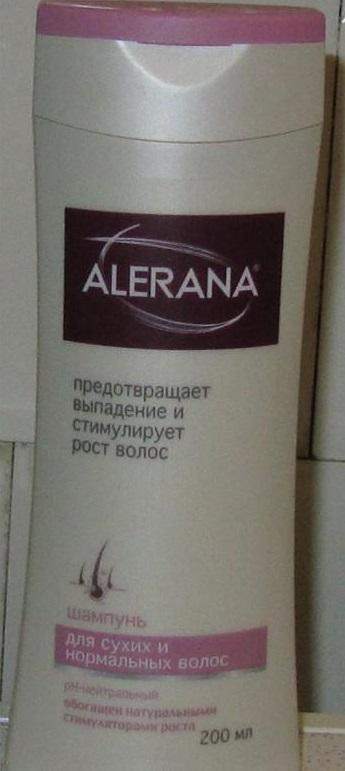 ALERANA®
предотвращает
выпадение и
стимулирует
рост волос
шампунь
для сухих и
нормальных волос
pH-нейтральный
обогащен натуральными
стимуляторами роста
200 мл